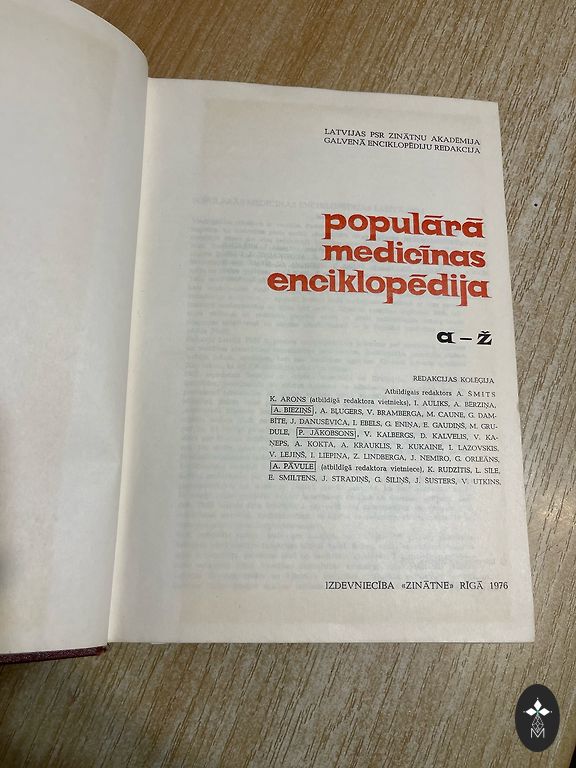 LATVIJAS PSR ZINĀTŅU AKADĒMIJA
GALVENĀ ENCIKLOPĒDIJU REDAKCIJA
populārā
medicīnas
enciklopēdija
a – ž
REDAKCIJAS KOLĒĢIJA
Atbildīgais redaktors A. ŠMITS
K. ARONS (atbildīgā redaktora vietnieks), I. AULIKS, A. BĒRZIŅA,
A. BIEZIŅŠ, A. BĻUGERS, V. BRAMBERGA, M. CAUNE, G. DAM-
BĪTE, J. DANUSĒVIČA, I. EBELS, G. ENIŅA, E. GAUDIŅŠ, M. GRU-
DULE, P. JĀKOBSONS, V. KALBERGS, D. KALVELIS, V. KA-
ŅEPS, A. KOKTA, A. KRAUKLIS, R. KUKAINE, I. LAZOVSKIS,
V. LEJIŅŠ, I. LIEPIŅA, Z. LINDBERGA, J. NEMIRO, G. ORLEĀNS,
A. PĀVULE (atbildīgā redaktora vietniece), K. RUDZĪTIS, L. SILE,
E. SMILTENS, J. STRADIŅŠ, G. ŠILIŅŠ, J. ŠUSTERS, V. UTKINS,
IZDEVNIECĪBA «ZINĀTNE» RĪGĀ 1976
M